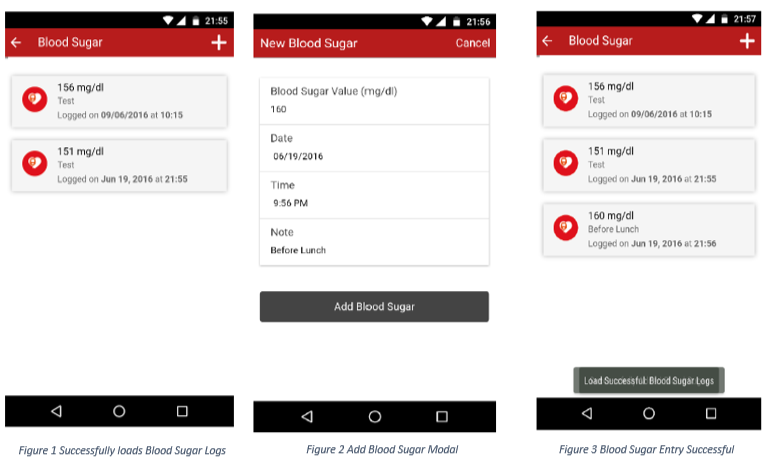 21:55
Blood Sugar
156 mg/dl
Test
Logged on 09/06/2016 at 10:15
151 mg/dl
Test
Logged on Jun 19, 2016 at 21:55
Figure 1 Successfully loads Blood Sugar Logs
21:56
New Blood Sugar Cancel
Blood Sugar Value (mg/dl)
160
Date
06/19/2016
Time
9:56 PM
Note
Before Lunch
Add Blood Sugar
Figure 2 Add Blood Sugar Modal
21:57
Blood Sugar
156 mg/dl
Test
Logged on 09/06/2016 at 10:15
151 mg/dl
Test
Logged on Jun 19, 2016 at 21:55
160 mg/dl
Before Lunch
Logged on Jun 19, 2016 at 21:56
Load Successful: Blood Sugar Logs
Figure 3 Blood Sugar Entry Successful